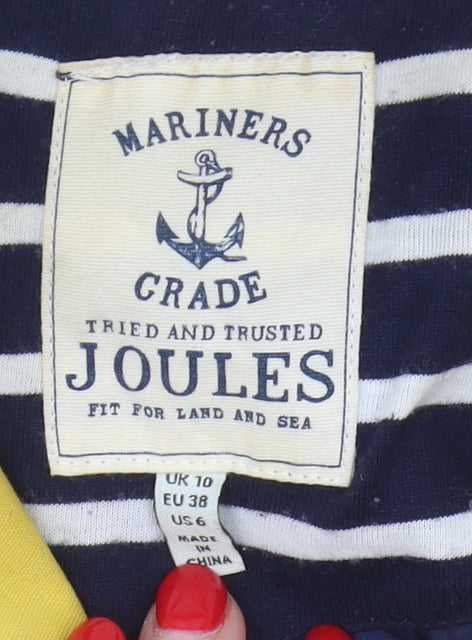 MARINERS
GRADE
TRIED AND TRUSTED
JOULES
FIT FOR LAND AND SEA
UK 10
EU 38
US 6
MADE
IN
CHINA